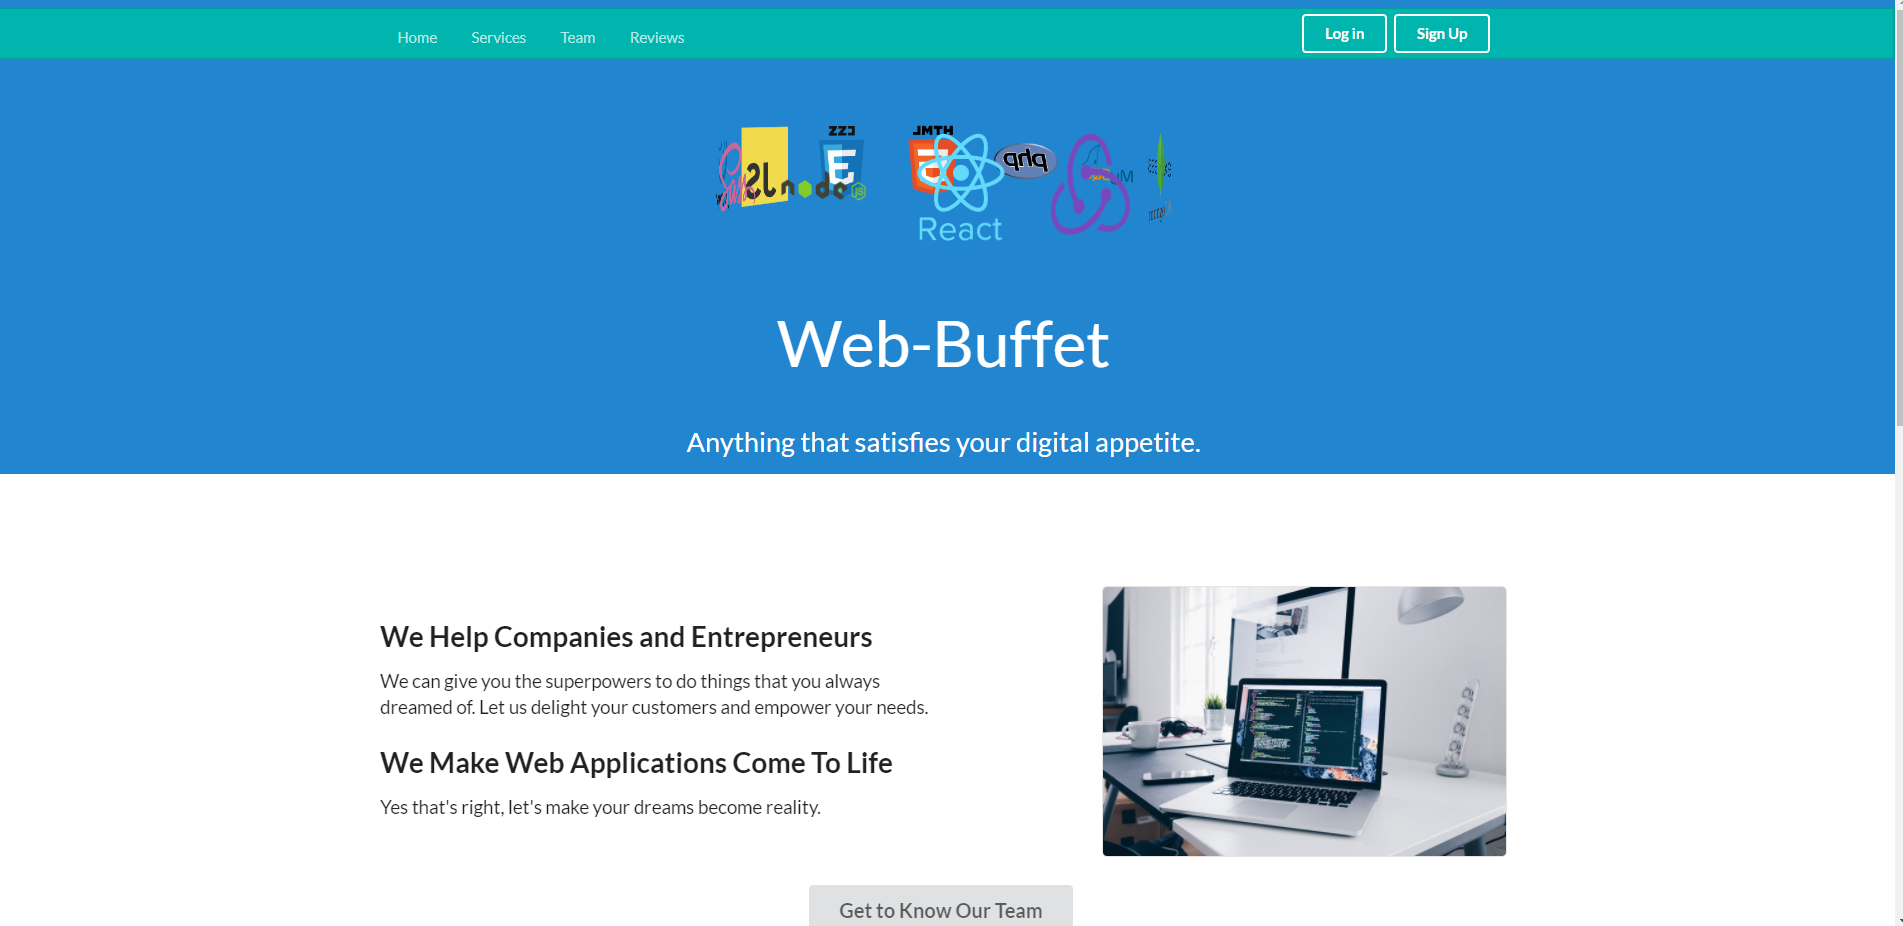 Home Services Team Reviews Log in Sign Up
node JS
php
React
Web-Buffet
Anything that satisfies your digital appetite.
We Help Companies and Entrepreneurs
We can give you the superpowers to do things that you always
dreamed of. Let us delight your customers and empower your needs.
We Make Web Applications Come To Life
Yes that's right, let's make your dreams become reality.
Get to Know Our Team